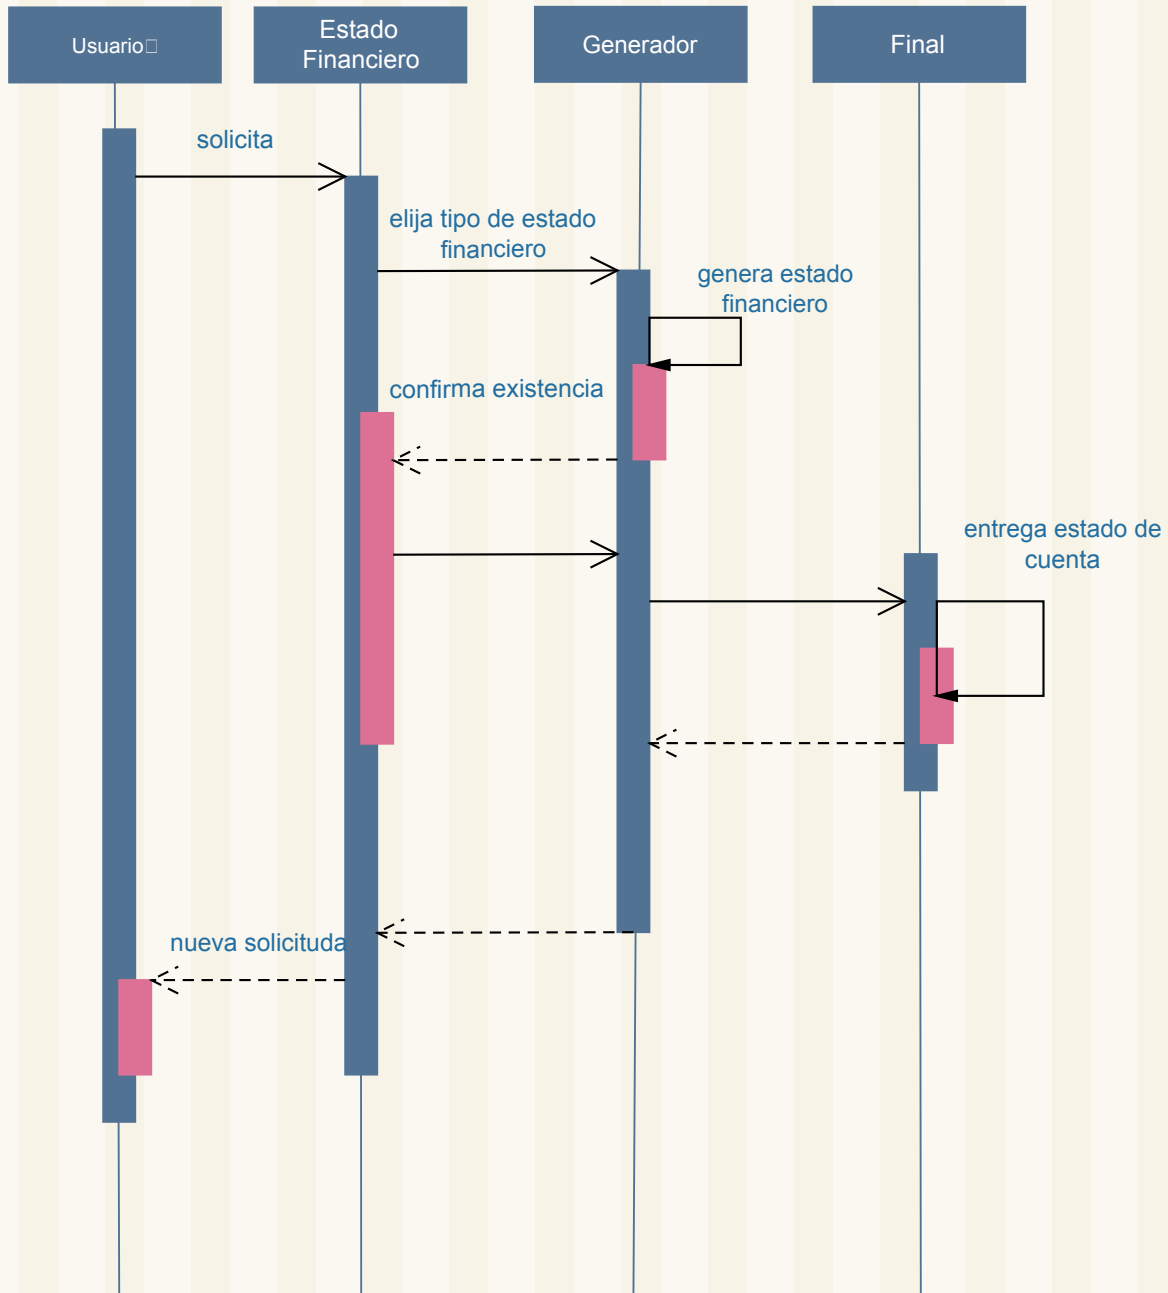 Usuario
Estado
Financiero
Generador
Final
solicita
elija tipo de estado
financiero
genera estado
financiero
confirma existencia
entrega estado de
cuenta
nueva solicituda